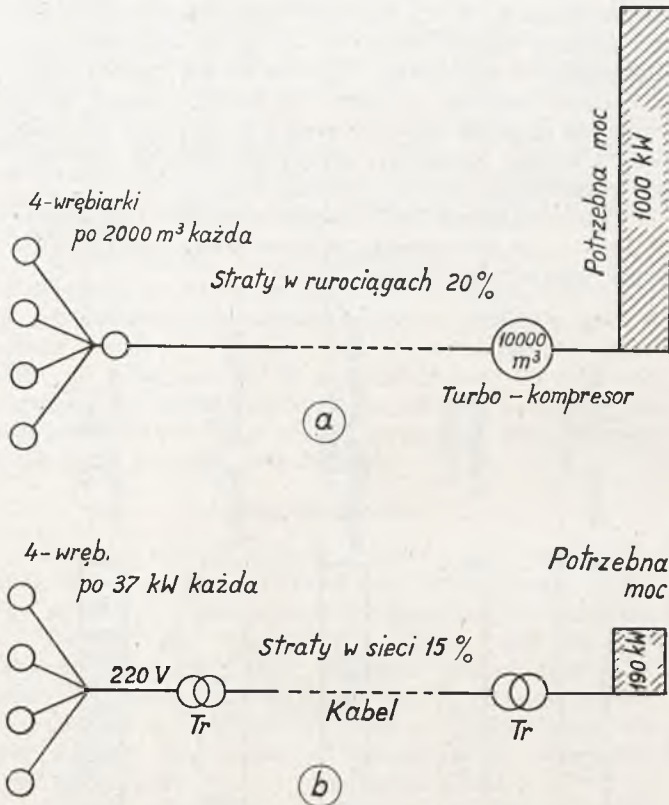 4-wrębiarki
po 2000 m³ każda
Straty w rurociągach 20%
Potrzebna moc
1000 kW
10000
m³
Turbo-kompresor
a
4-wręb.
po 37 kW każda
Potrzebna
moc
Straty w sieci 15%
190 kW
220 V
Tr
Kabel
Tr
b